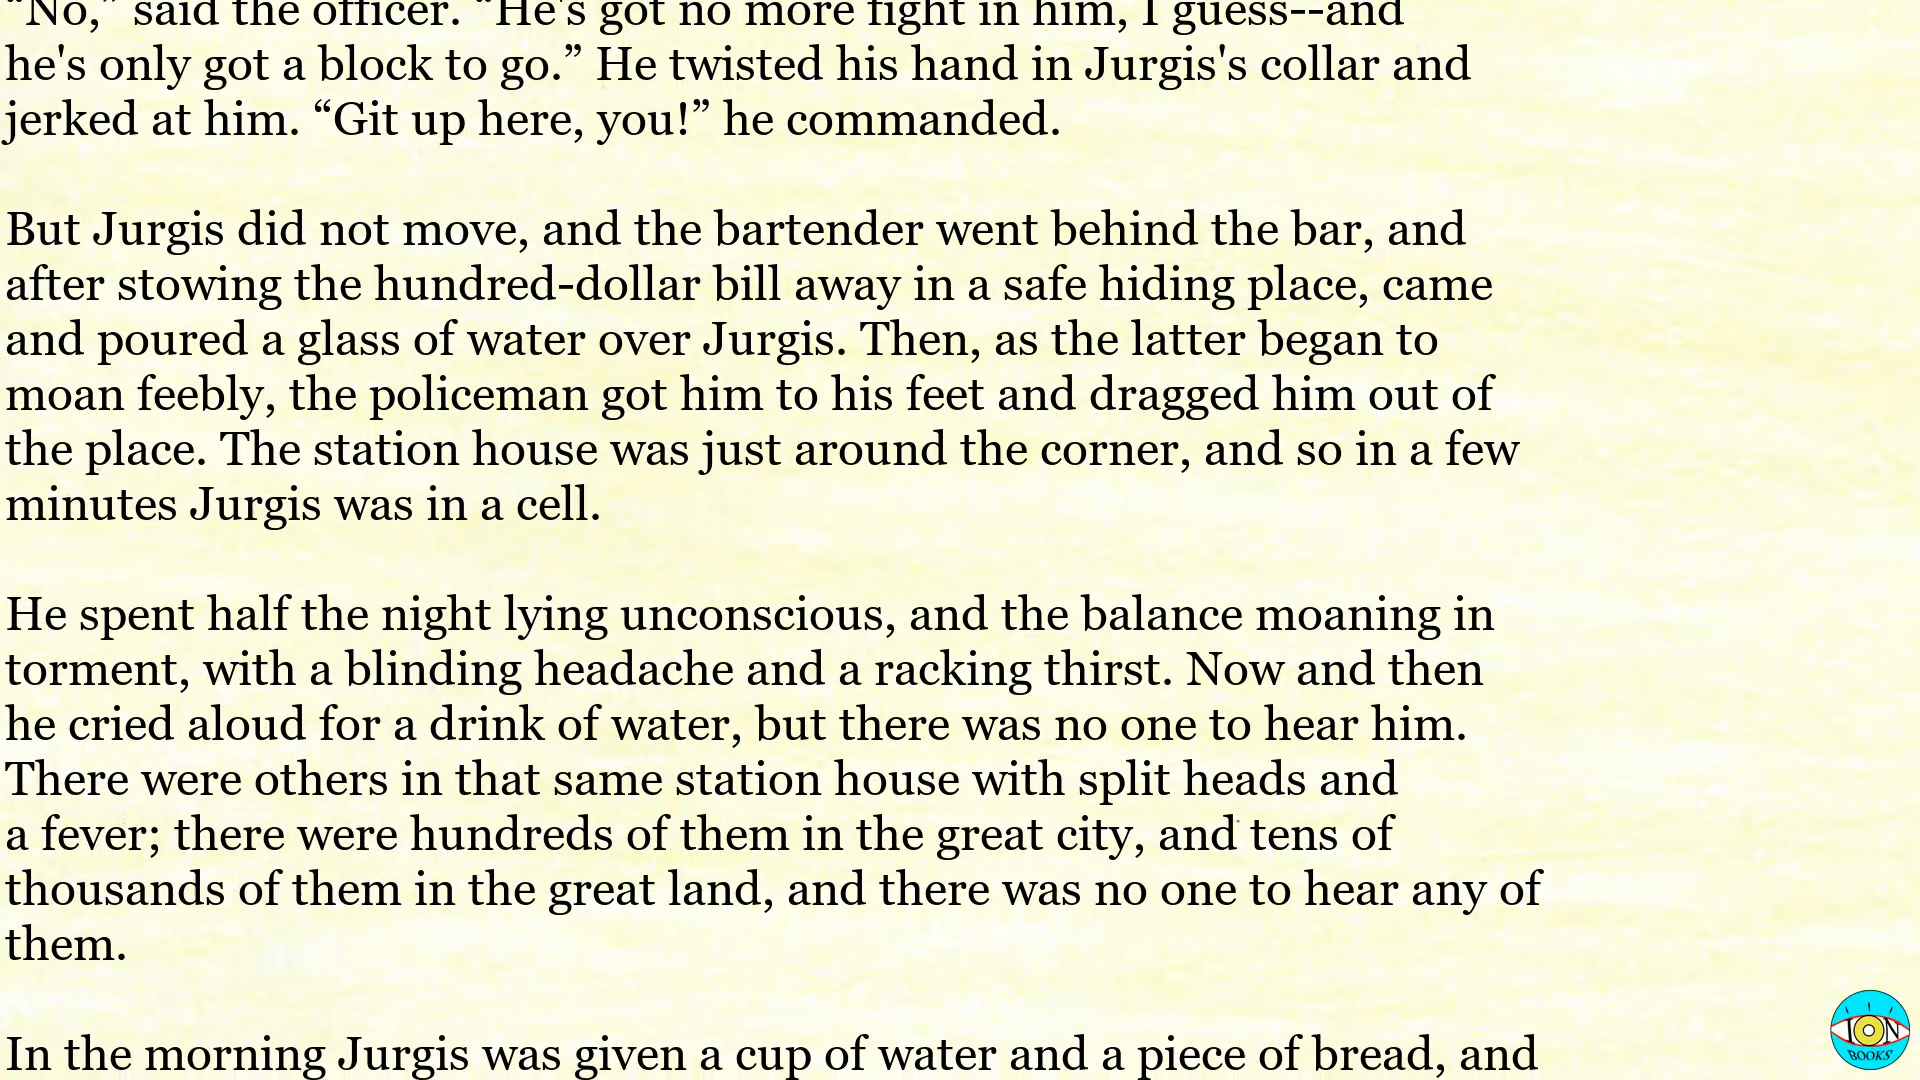 “No,” said the officer. “He's got no more fight in him, I guess--and
he's only got a block to go.” He twisted his hand in Jurgis's collar and
jerked at him. “Git up here, you!” he commanded.
But Jurgis did not move, and the bartender went behind the bar, and
after stowing the hundred-dollar bill away in a safe hiding place, came
and poured a glass of water over Jurgis. Then, as the latter began to
moan feebly, the policeman got him to his feet and dragged him out of
the place. The station house was just around the corner, and so in a few
minutes Jurgis was in a cell.
He spent half the night lying unconscious, and the balance moaning in
torment, with a blinding headache and a racking thirst. Now and then
he cried aloud for a drink of water, but there was no one to hear him.
There were others in that same station house with split heads and
a fever; there were hundreds of them in the great city, and tens of
thousands of them in the great land, and there was no one to hear any of
them.
In the morning Jurgis was given a cup of water and a piece of bread, and
ION
BOOKS